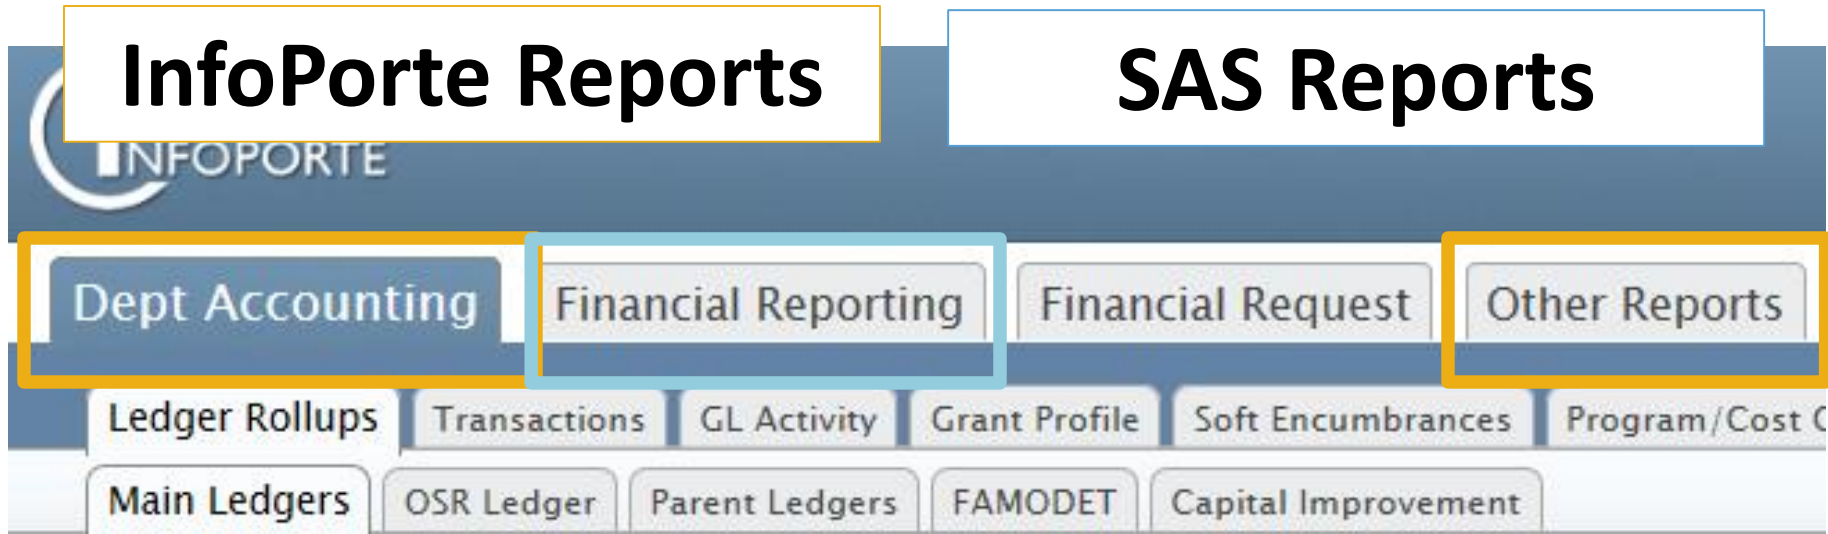 InfoPorte Reports
SAS Reports
INFOPORTE
Dept Accounting Financial Reporting Financial Request Other Reports
Ledger Rollups Transactions GL Activity Grant Profile Soft Encumbrances Program/Cost
Main Ledgers OSR Ledger Parent Ledgers FAMODET Capital Improvement